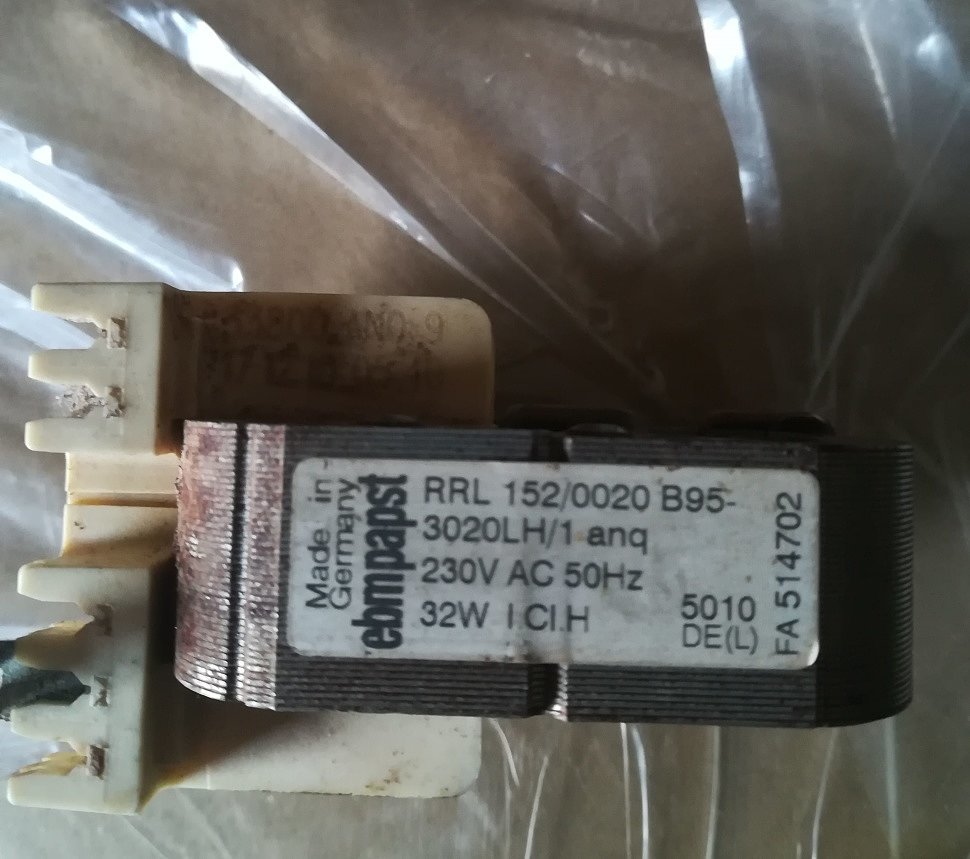 Made in
Germany
ebmpapst
RRL 152/0020 B95-
3020LH/1 anq
230V AC 50Hz
32W I Cl.H
5010
DE(L)
FA 514702